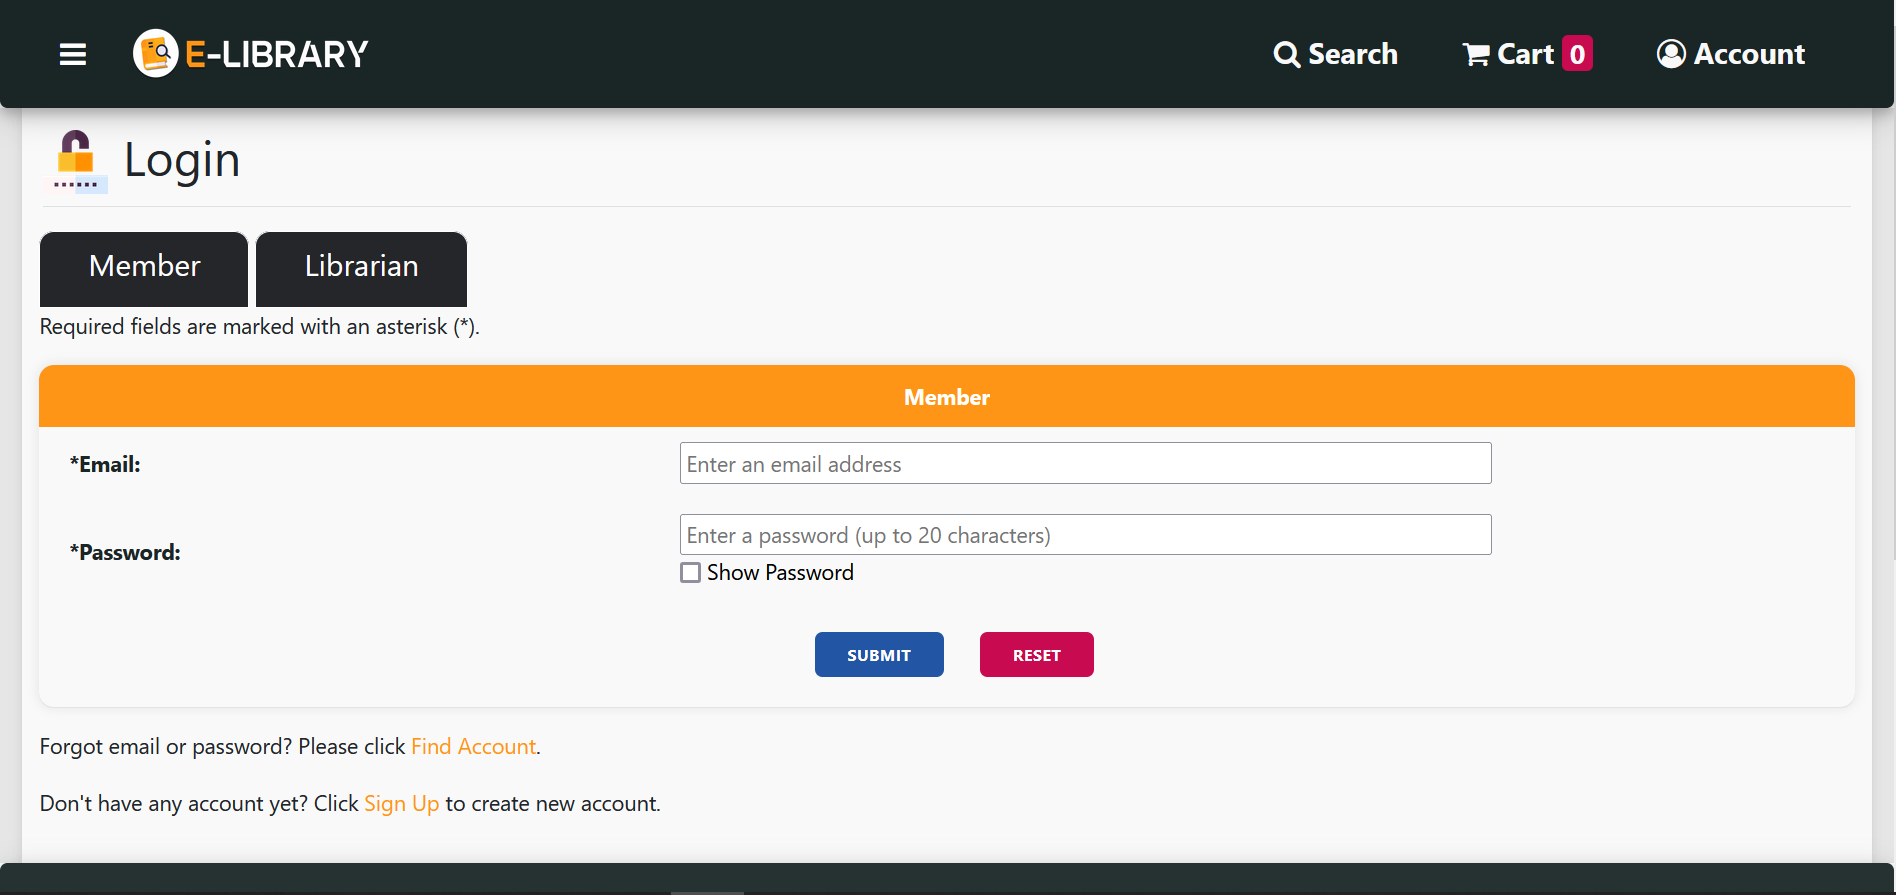 E-LIBRARY Search Cart 0 Account
Login
Member Librarian
Required fields are marked with an asterisk (*).
Member
*Email: Enter an email address
*Password: Enter a password (up to 20 characters)
Show Password
SUBMIT RESET
Forgot email or password? Please click Find Account.
Don't have any account yet? Click Sign Up to create new account.